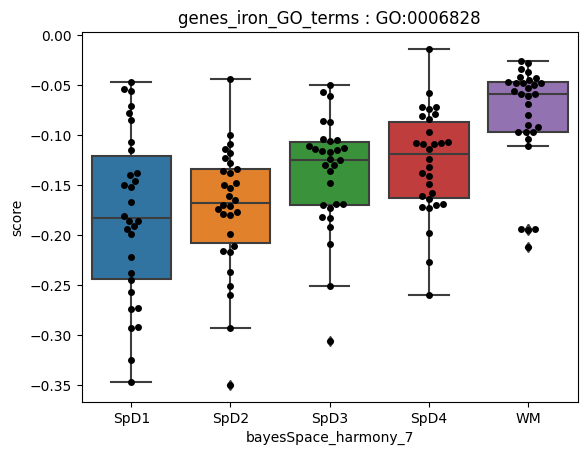 genes_iron_GO_terms : GO:0006828
0.00
−0.05
−0.10
−0.15
−0.20
−0.25
−0.30
−0.35
score
SpD1 SpD2 SpD3 SpD4 WM
bayesSpace_harmony_7